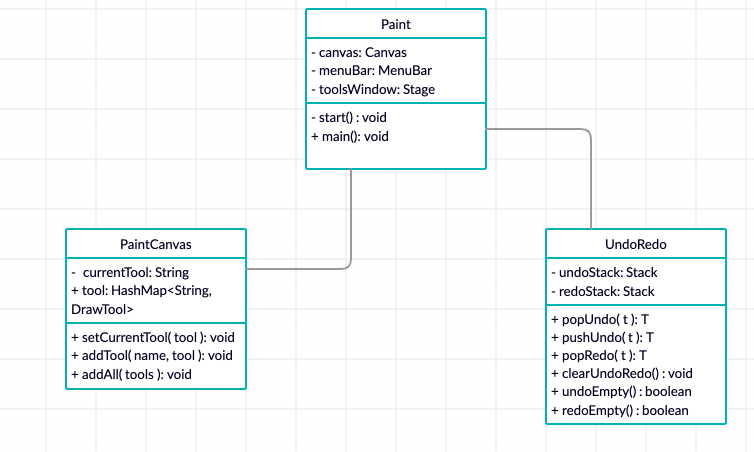 Paint
- canvas: Canvas
- menuBar: MenuBar
- toolsWindow: Stage
- start() : void
+ main(): void
PaintCanvas
- currentTool: String
+ tool: HashMap<String,
DrawTool>
+ setCurrentTool( tool ): void
+ addTool( name, tool ): void
+ addAll( tools ): void
UndoRedo
- undoStack: Stack
- redoStack: Stack
+ popUndo( t ): T
+ pushUndo( t ): T
+ popRedo( t ): T
+ clearUndoRedo() : void
+ undoEmpty() : boolean
+ redoEmpty() : boolean